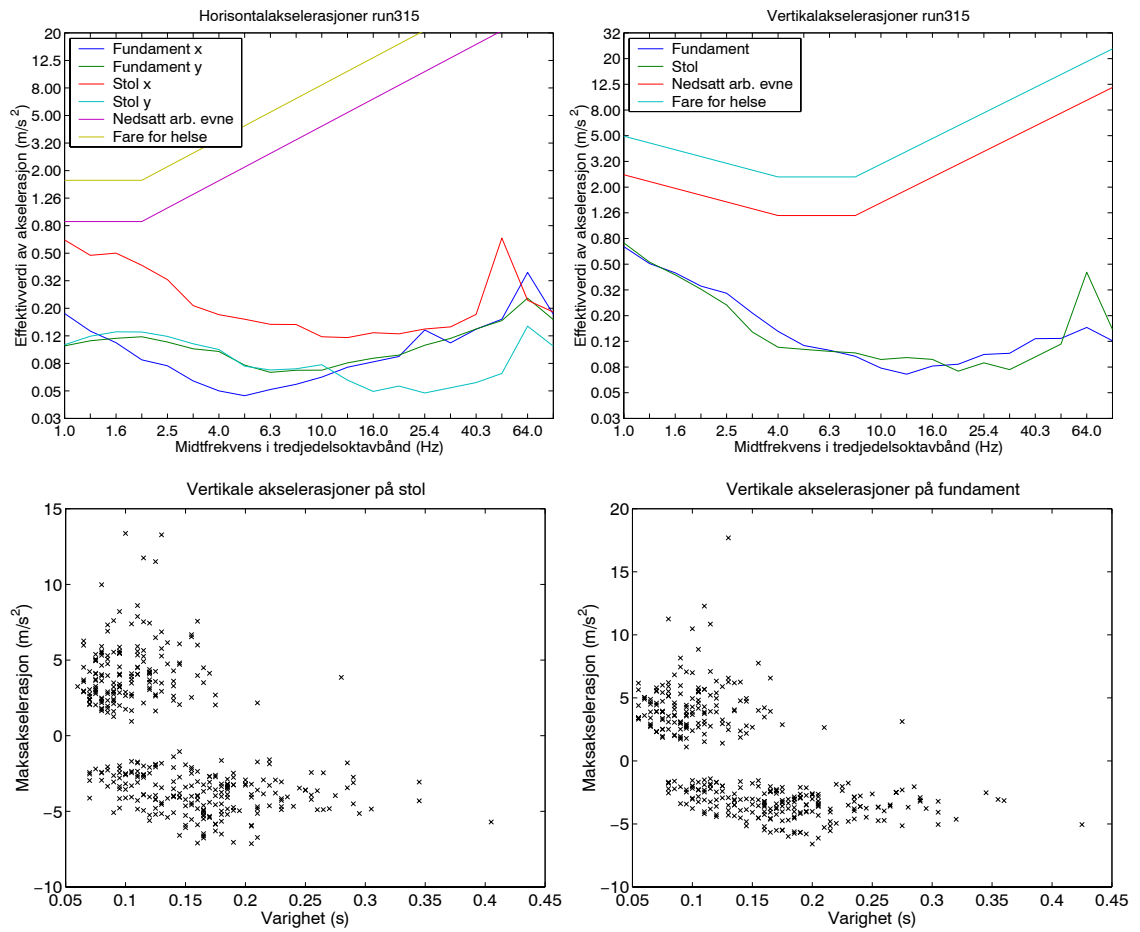 Horisontalakselerasjoner run315
Effektivverdi av akselerasjon (m/s²)
20
12.5
8.00
5.00
3.20
2.00
1.26
0.80
0.50
0.32
0.20
0.12
0.08
0.05
0.03
Fundament x
Fundament y
Stol x
Stol y
Nedsatt arb. evne
Fare for helse
1.0 1.6 2.5 4.0 6.3 10.0 16.0 25.4 40.3 64.0
Midtfrekvens i tredjedelsoktavbånd (Hz)
Vertikalakselerasjoner run315
Effektivverdi av akselerasjon (m/s²)
32
20
12.5
8.00
5.00
3.20
2.00
1.26
0.80
0.50
0.32
0.20
0.12
0.08
0.05
0.03
Fundament
Stol
Nedsatt arb. evne
Fare for helse
1.0 1.6 2.5 4.0 6.3 10.0 16.0 25.4 40.3 64.0
Midtfrekvens i tredjedelsoktavbånd (Hz)
Vertikale akselerasjoner på stol
Maksakselerasjon (m/s²)
15
10
5
0
−5
−10
0.05 0.1 0.15 0.2 0.25 0.3 0.35 0.4 0.45
Varighet (s)
Vertikale akselerasjoner på fundament
Maksakselerasjon (m/s²)
20
15
10
5
0
−5
−10
0.05 0.1 0.15 0.2 0.25 0.3 0.35 0.4 0.45
Varighet (s)